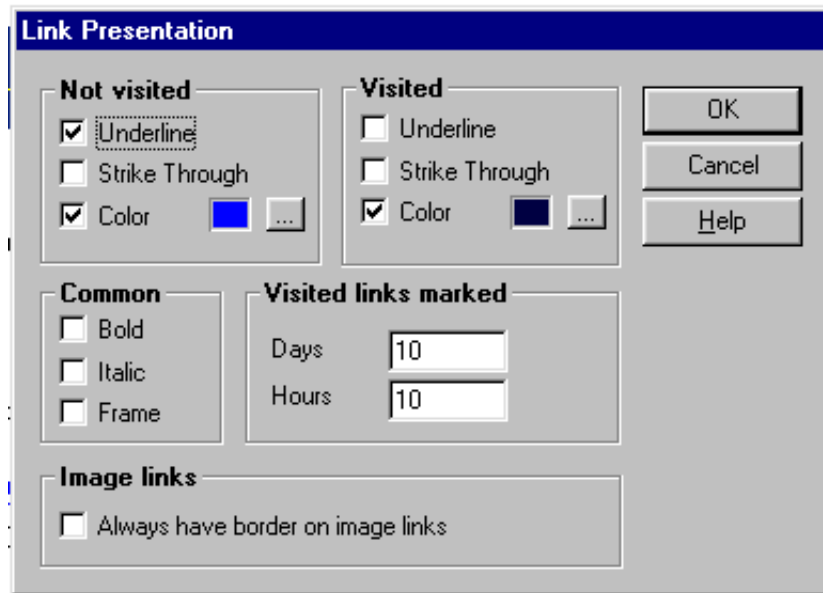 Link Presentation
Not visited
Underline
Strike Through
Color ...
Visited
Underline
Strike Through
Color ...
OK
Cancel
Help
Common
Bold
Italic
Frame
Visited links marked
Days 10
Hours 10
Image links
Always have border on image links